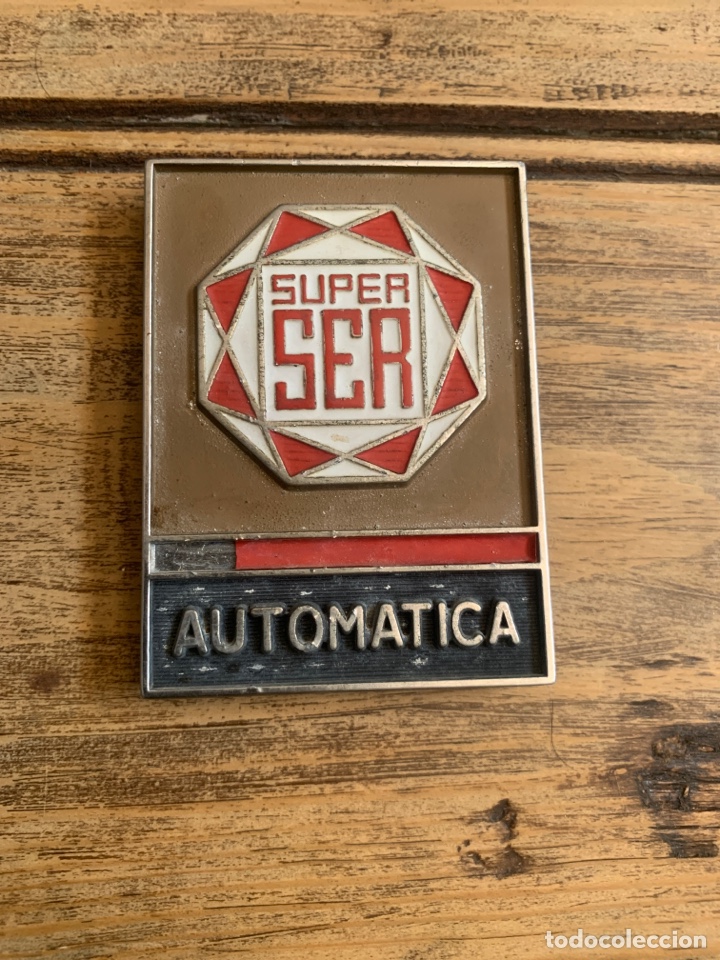 SUPER
SER
AUTOMATICA
todocoleccion